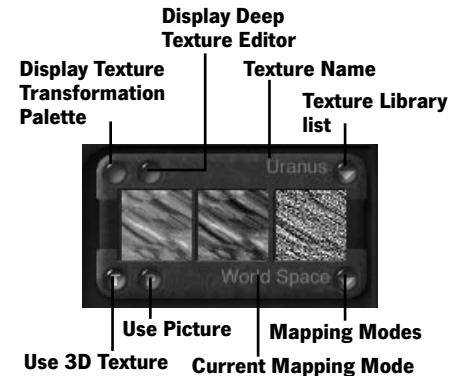 Display Deep
Texture Editor
Display Texture
Transformation
Palette
Texture Name
Texture Library
list
Uranus
World Space
Use Picture
Mapping Modes
Use 3D Texture
Current Mapping Mode